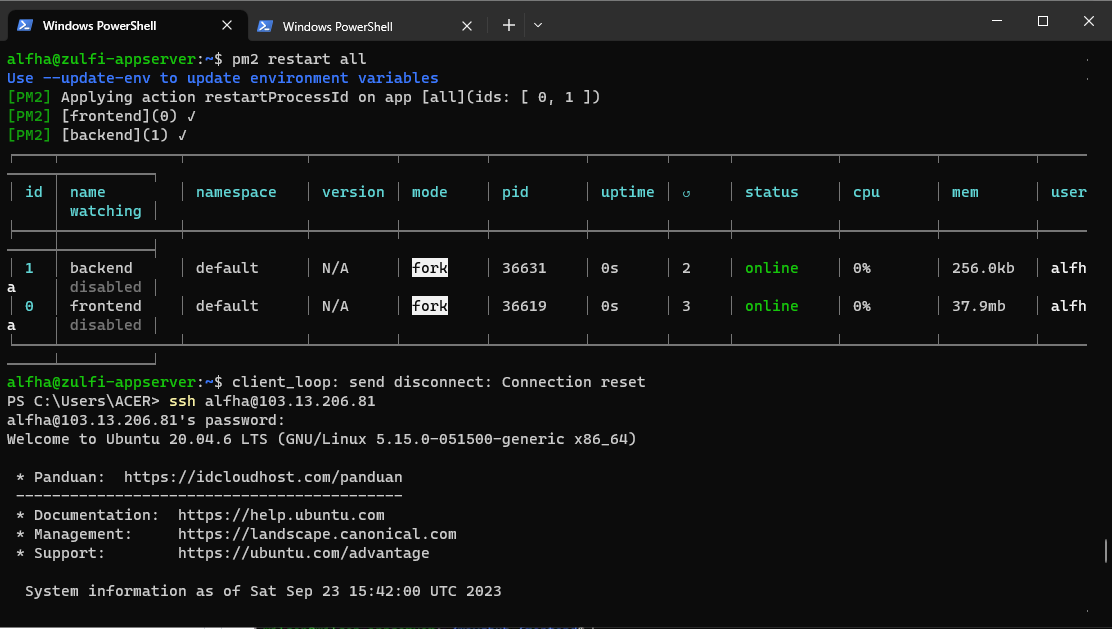 Windows PowerShell Windows PowerShell
alfha@zulfi-appserver:~$ pm2 restart all
Use --update-env to update environment variables
[PM2] Applying action restartProcessId on app [all](ids: [ 0, 1 ])
[PM2] [frontend](0) ✓
[PM2] [backend](1) ✓
id name namespace version mode pid uptime ↺ status cpu mem user
watching
1 backend default N/A fork 36631 0s 2 online 0% 256.0kb alfh
a disabled
0 frontend default N/A fork 36619 0s 3 online 0% 37.9mb alfh
a disabled
alfha@zulfi-appserver:~$ client_loop: send disconnect: Connection reset
PS C:\Users\ACER> ssh alfha@103.13.206.81
alfha@103.13.206.81's password:
Welcome to Ubuntu 20.04.6 LTS (GNU/Linux 5.15.0-051500-generic x86_64)
* Panduan: https://idcloudhost.com/panduan
-------------------------------------------
* Documentation: https://help.ubuntu.com
* Management: https://landscape.canonical.com
* Support: https://ubuntu.com/advantage
System information as of Sat Sep 23 15:42:00 UTC 2023